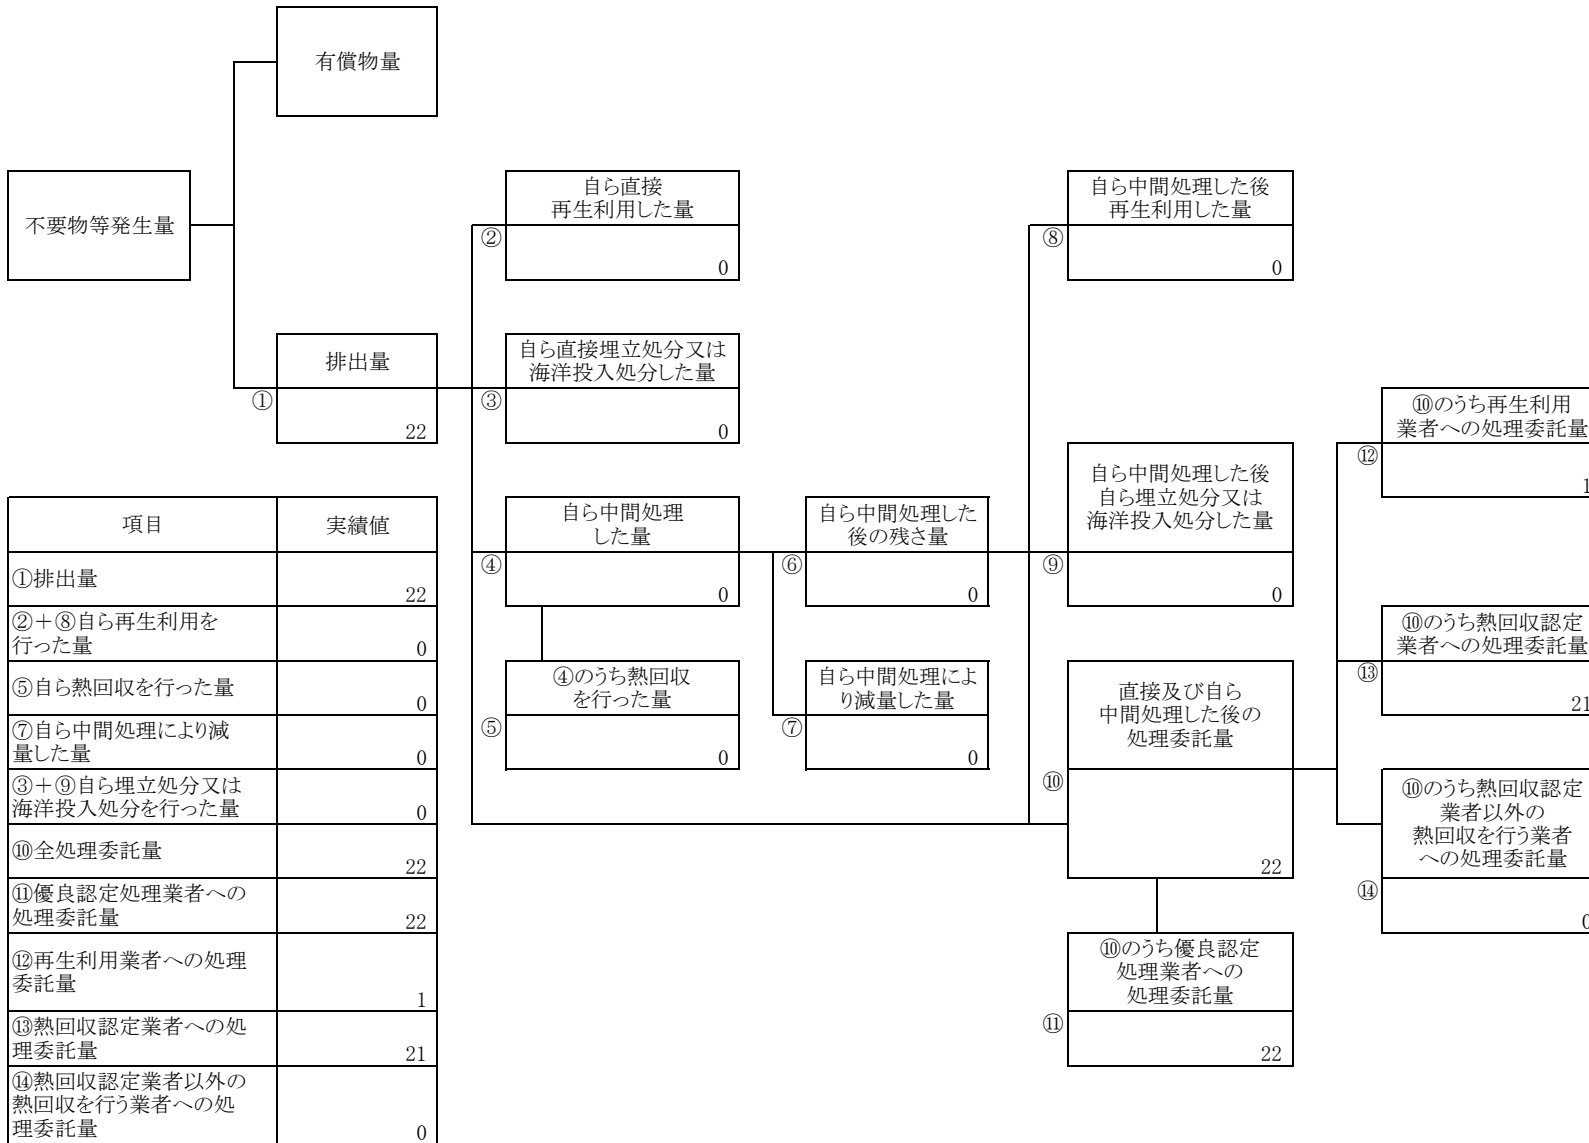 有償物量
不要物等発生量
自ら直接
再生利用した量
②
0
自ら中間処理した後
再生利用した量
⑧
0
排出量
①
22
自ら直接埋立処分又は
海洋投入処分した量
③
0
自ら中間処理
した量
④
0
自ら中間処理した
後の残さ量
⑥
0
自ら中間処理した後
自ら埋立処分又は
海洋投入処分した量
⑨
0
⑩のうち再生利用
業者への処理委託量
⑫
1
④のうち熱回収
を行った量
⑤
0
自ら中間処理によ
り減量した量
⑦
0
直接及び自ら
中間処理した後の
処理委託量
⑩
22
⑩のうち熱回収認定
業者への処理委託量
⑬
21
⑩のうち熱回収認定
業者以外の
熱回収を行う業者
への処理委託量
⑭
0
⑩のうち優良認定
処理業者への
処理委託量
⑪
22
項目 実績値
①排出量
22
②+⑧自ら再生利用を
行った量 0
⑤自ら熱回収を行った量
0
⑦自ら中間処理により減
量した量 0
③+⑨自ら埋立処分又は
海洋投入処分を行った量 0
⑩全処理委託量
22
⑪優良認定処理業者への
処理委託量 22
⑫再生利用業者への処理
委託量
1
⑬熱回収認定業者への処
理委託量 21
⑭熱回収認定業者以外の
熱回収を行う業者への処
理委託量 0